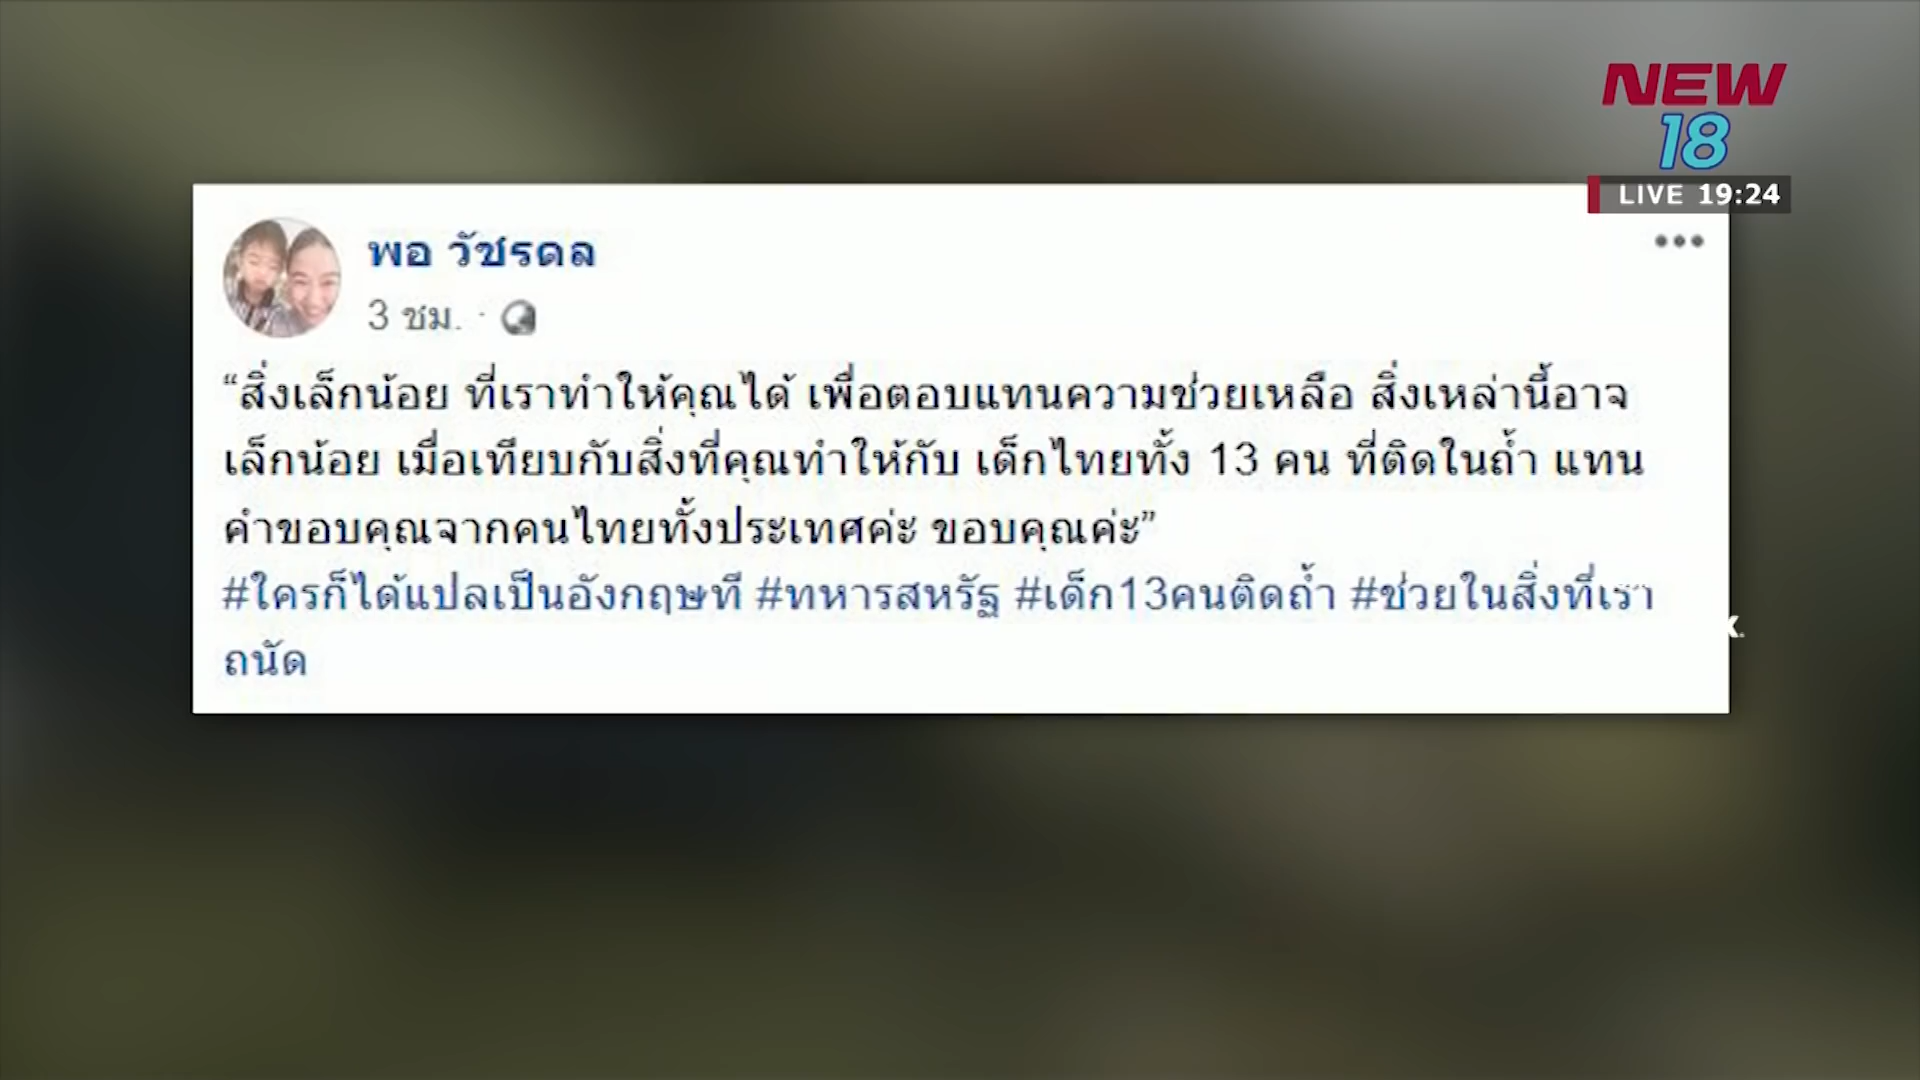 NEW
18
LIVE 19:24
พอ วัชรดล
3 ชม.
“สิ่งเล็กน้อย ที่เราทำให้คุณได้ เพื่อตอบแทนความช่วยเหลือ สิ่งเหล่านี้อาจ
เล็กน้อย เมื่อเทียบกับสิ่งที่คุณทำให้กับ เด็กไทยทั้ง 13 คน ที่ติดในถ้ำ แทน
คำขอบคุณจากคนไทยทั้งประเทศค่ะ ขอบคุณค่ะ”
#ใครก็ได้แปลเป็นอังกฤษที #ทหารสหรัฐ #เด็ก13คนติดถ้ำ #ช่วยในสิ่งที่เรา
ถนัด